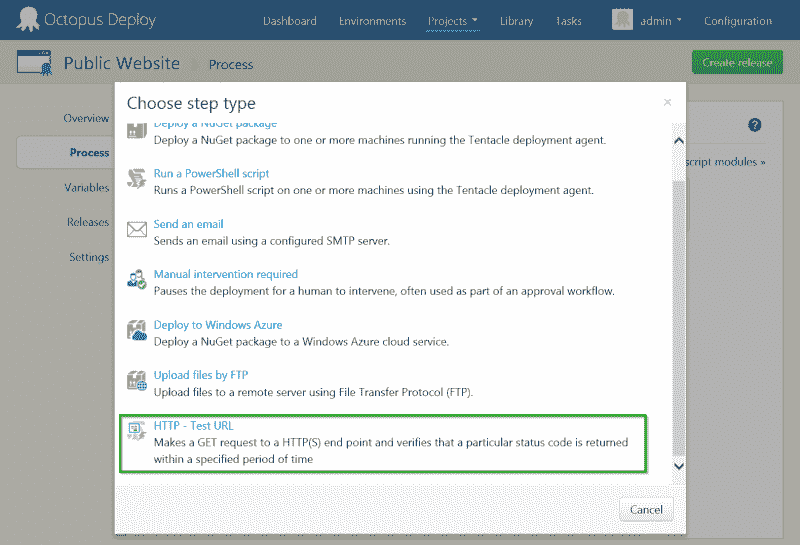 Octopus Deploy
Dashboard Environments Projects Library Tasks admin Configuration
Public Website Process
Create release
Choose step type
×
Overview
Process
Variables
Releases
Settings
script modules »
Deploy a NuGet package
Deploy a NuGet package to one or more machines running the Tentacle deployment agent.
Run a PowerShell script
Runs a PowerShell script on one or more machines using the Tentacle deployment agent.
Send an email
Sends an email using a configured SMTP server.
Manual intervention required
Pauses the deployment for a human to intervene, often used as part of an approval workflow.
Deploy to Windows Azure
Deploy a NuGet package to a Windows Azure cloud service.
Upload files by FTP
Upload files to a remote server using File Transfer Protocol (FTP).
HTTP - Test URL
Makes a GET request to a HTTP(S) end point and verifies that a particular status code is returned
within a specified period of time
Cancel